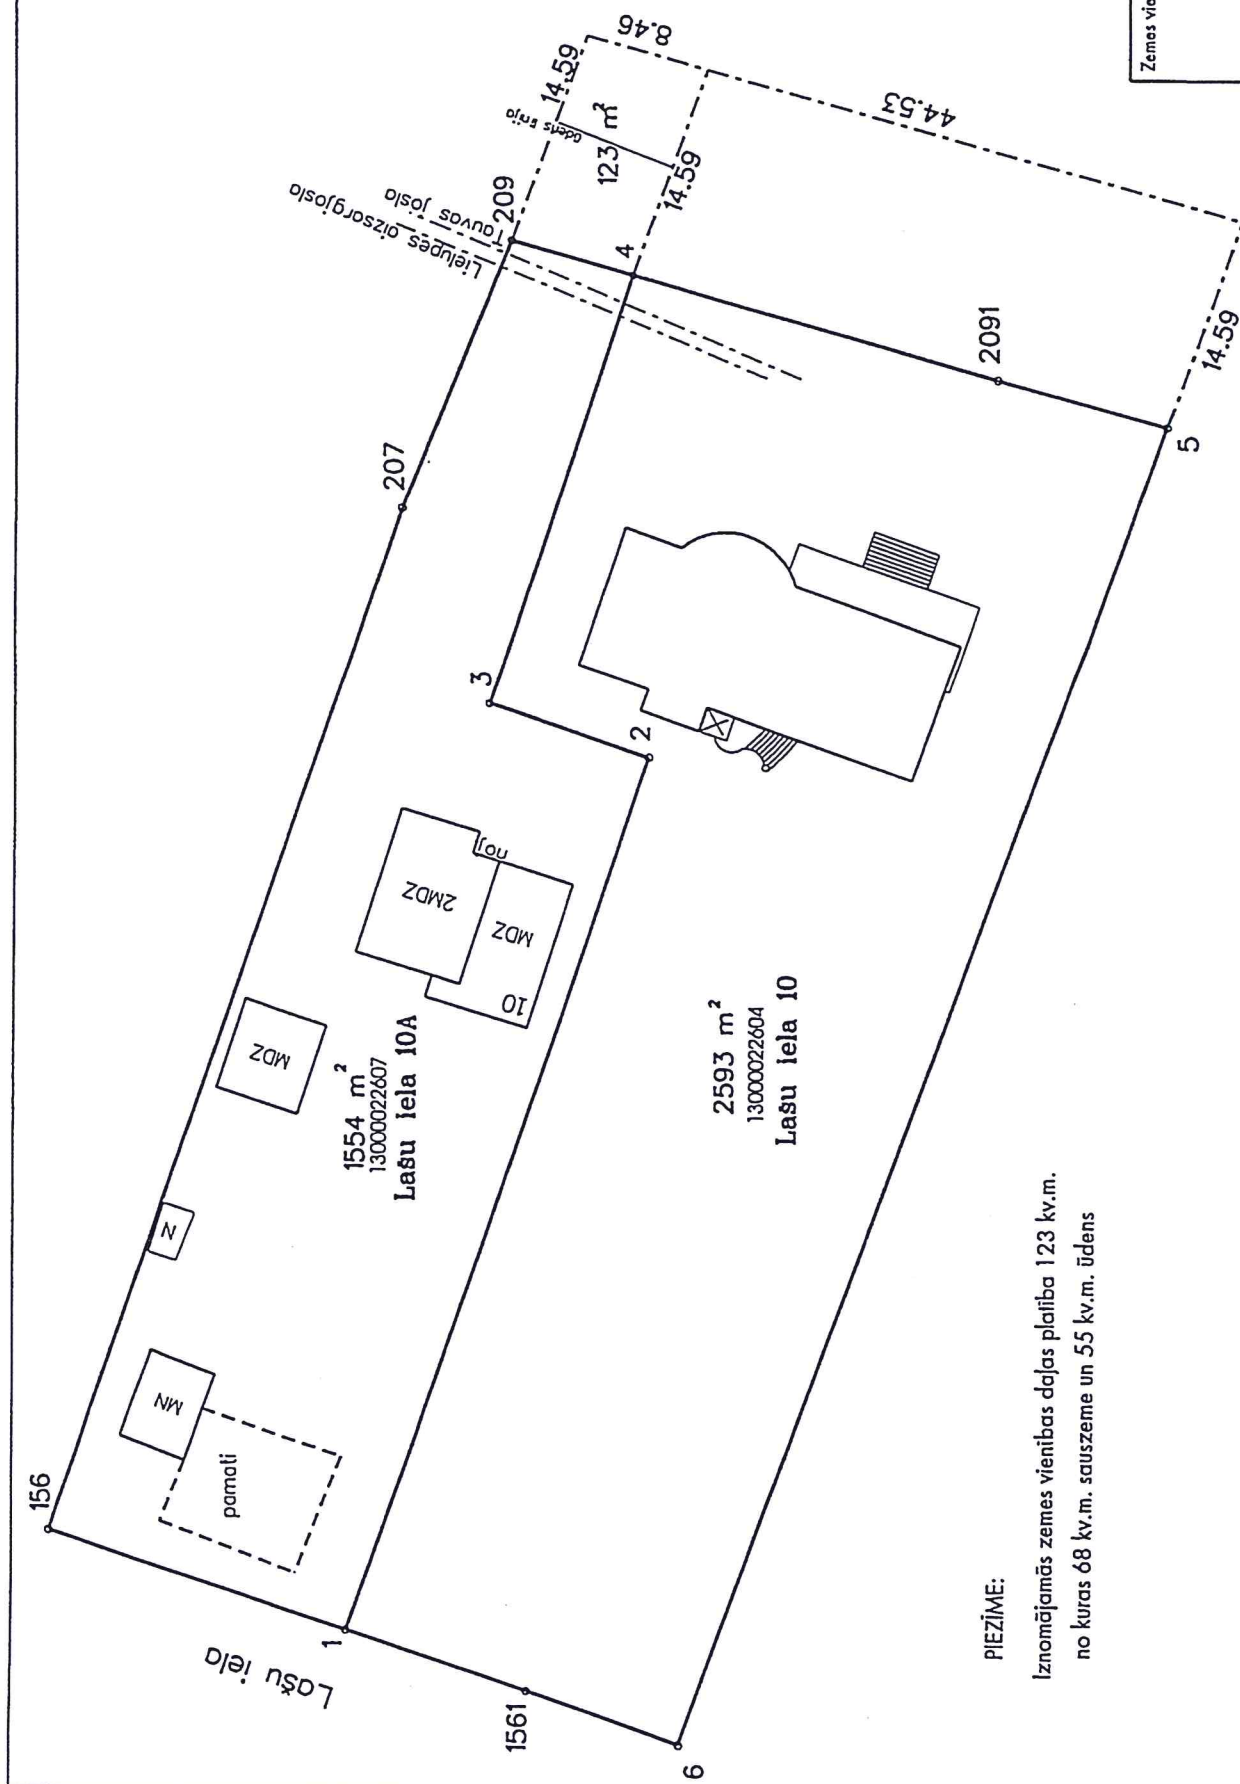 Zemes vie
8.46
14.59
ūdens līnija
123 m²
14.59
44.53
Lielupes aizsargjosla
Tauvas josla
209
4
2091
14.59
5
207
3
2
2MDZ
noj
MDZ
10
MDZ
1554 m²
13000022607
Lašu iela 10A
2593 m²
13000022604
Lašu iela 10
N
MN
pamati
156
1
Lašu iela
1561
6
PIEZĪME:
Iznomājamās zemes vienības daļas platība 123 kv.m.
no kuras 68 kv.m. sauszeme un 55 kv.m. ūdens